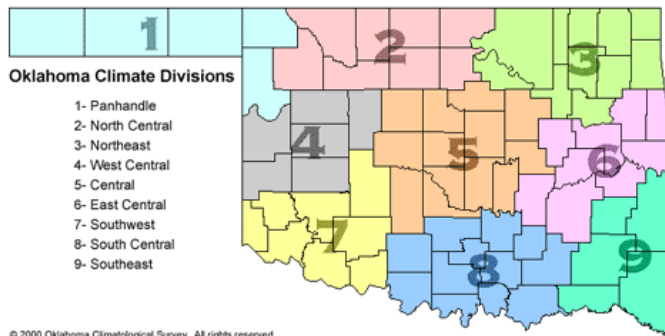 1
2
3
Oklahoma Climate Divisions
1- Panhandle
2- North Central
3- Northeast
4- West Central
5- Central
6- East Central
7- Southwest
8- South Central
9- Southeast
4
5
6
7
8
9
© 2000 Oklahoma Climatological Survey. All rights reserved.